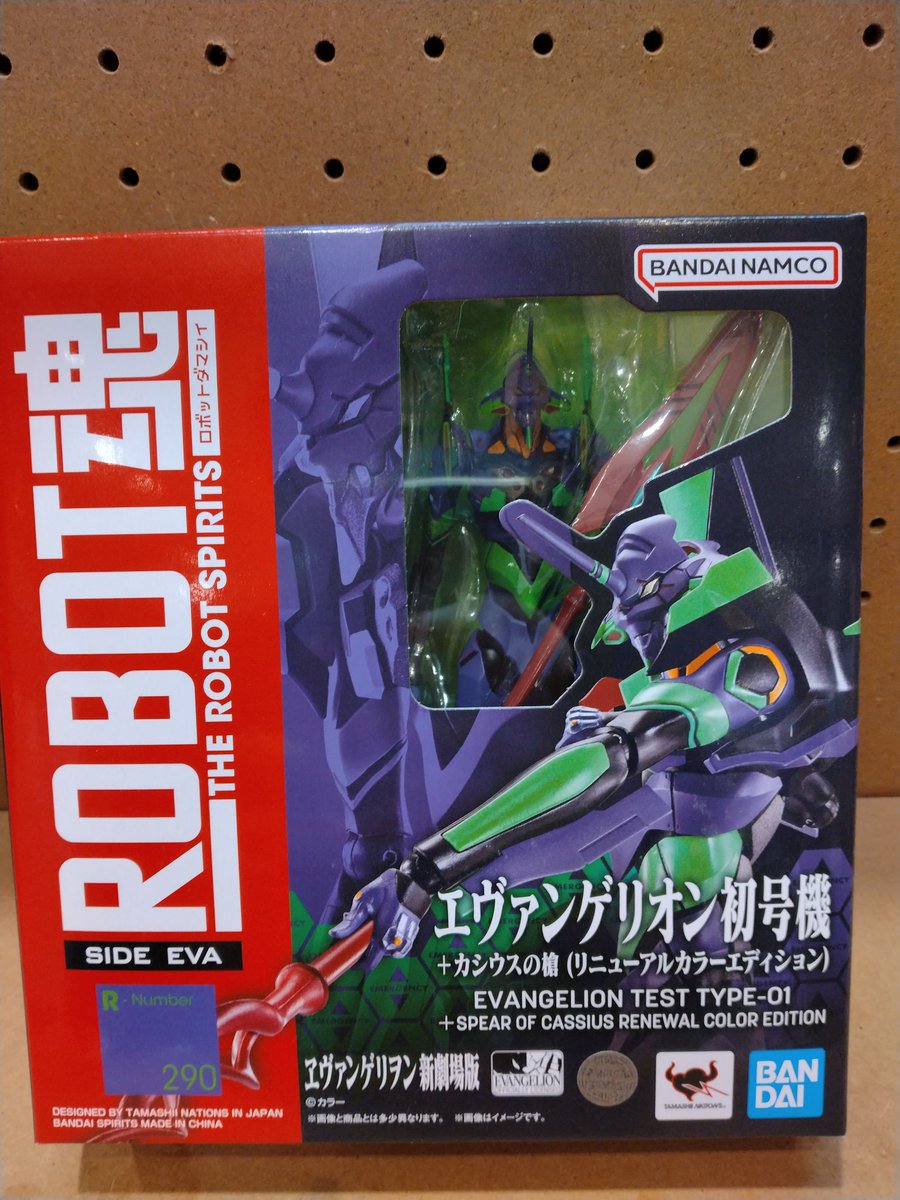 BANDAI NAMCO
ROBOT魂
ロボットダマシイ
THE ROBOT SPIRITS
SIDE EVA
R-Number
290
DESIGNED BY TAMASHII NATIONS IN JAPAN
BANDAI SPIRITS MADE IN CHINA
エヴァンゲリオン初号機
+カシウスの槍 (リニューアルカラーエディション)
EVANGELION TEST TYPE-01
+SPEAR OF CASSIUS RENEWAL COLOR EDITION
ヱヴァンゲリヲン新劇場版
©カラー
EVANGELION
※画像と商品とは多少異なります。 ※画像はイメージです。
TAMASHII NATIONS
BAN
DAI
EMERGENCY